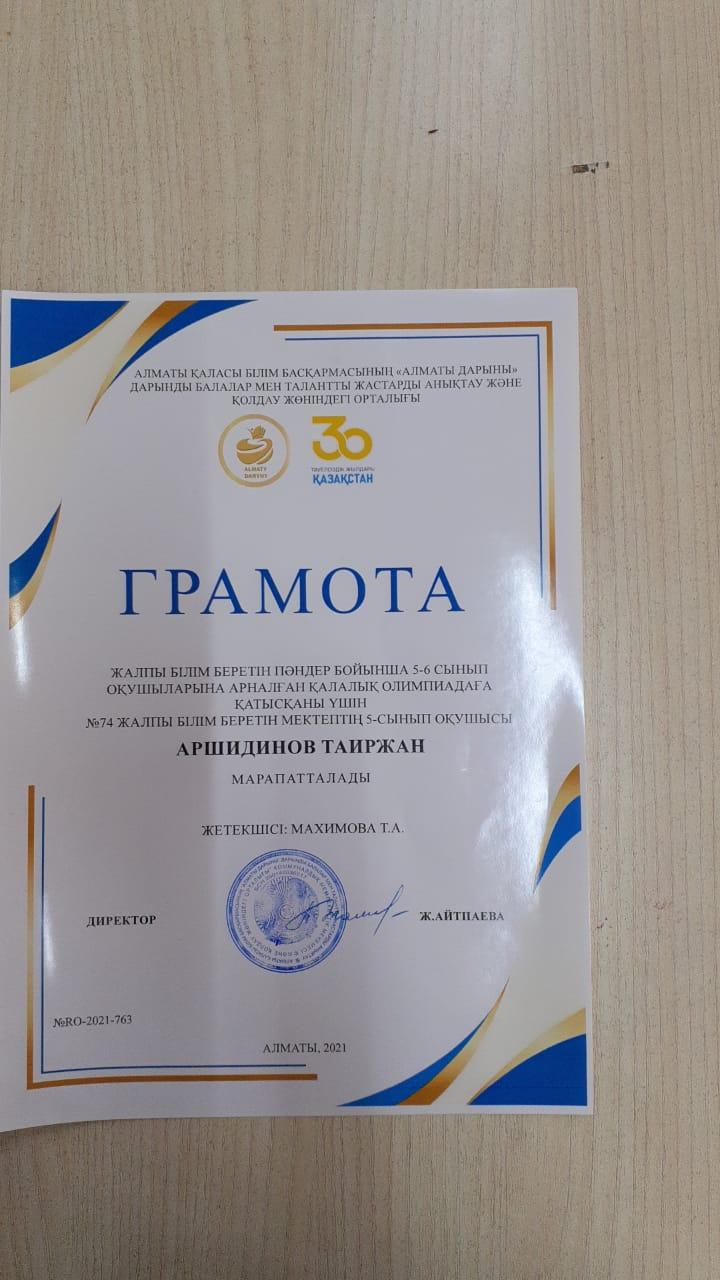 АЛМАТЫ ҚАЛАСЫ БІЛІМ БАСҚАРМАСЫНЫҢ «АЛМАТЫ ДАРЫНЫ»
ДАРЫНДЫ БАЛАЛАР МЕН ТАЛАНТТЫ ЖАСТАРДЫ АНЫҚТАУ ЖӘНЕ
ҚОЛДАУ ЖӨНІНДЕГІ ОРТАЛЫҒЫ
ALMATY
DARYNY
30
ТӘУЕЛСІЗДІК ЖЫЛДАРЫ
ҚАЗАҚСТАН
ГРАМОТА
ЖАЛПЫ БІЛІМ БЕРЕТІН ПӘНДЕР БОЙЫНША 5-6 СЫНЫП
ОҚУШЫЛАРЫНА АРНАЛҒАН ҚАЛАЛЫҚ ОЛИМПИАДАҒА
ҚАТЫСҚАНЫ ҮШІН
№74 ЖАЛПЫ БІЛІМ БЕРЕТІН МЕКТЕПТІҢ 5-СЫНЫП ОҚУШЫСЫ
АРШИДИНОВ ТАИРЖАН
МАРАПАТТАЛАДЫ
ЖЕТЕКШІСІ: МАХИМОВА Т.А.
ДИРЕКТОР
Ж.АЙТПАЕВА
№RO-2021-763
АЛМАТЫ, 2021